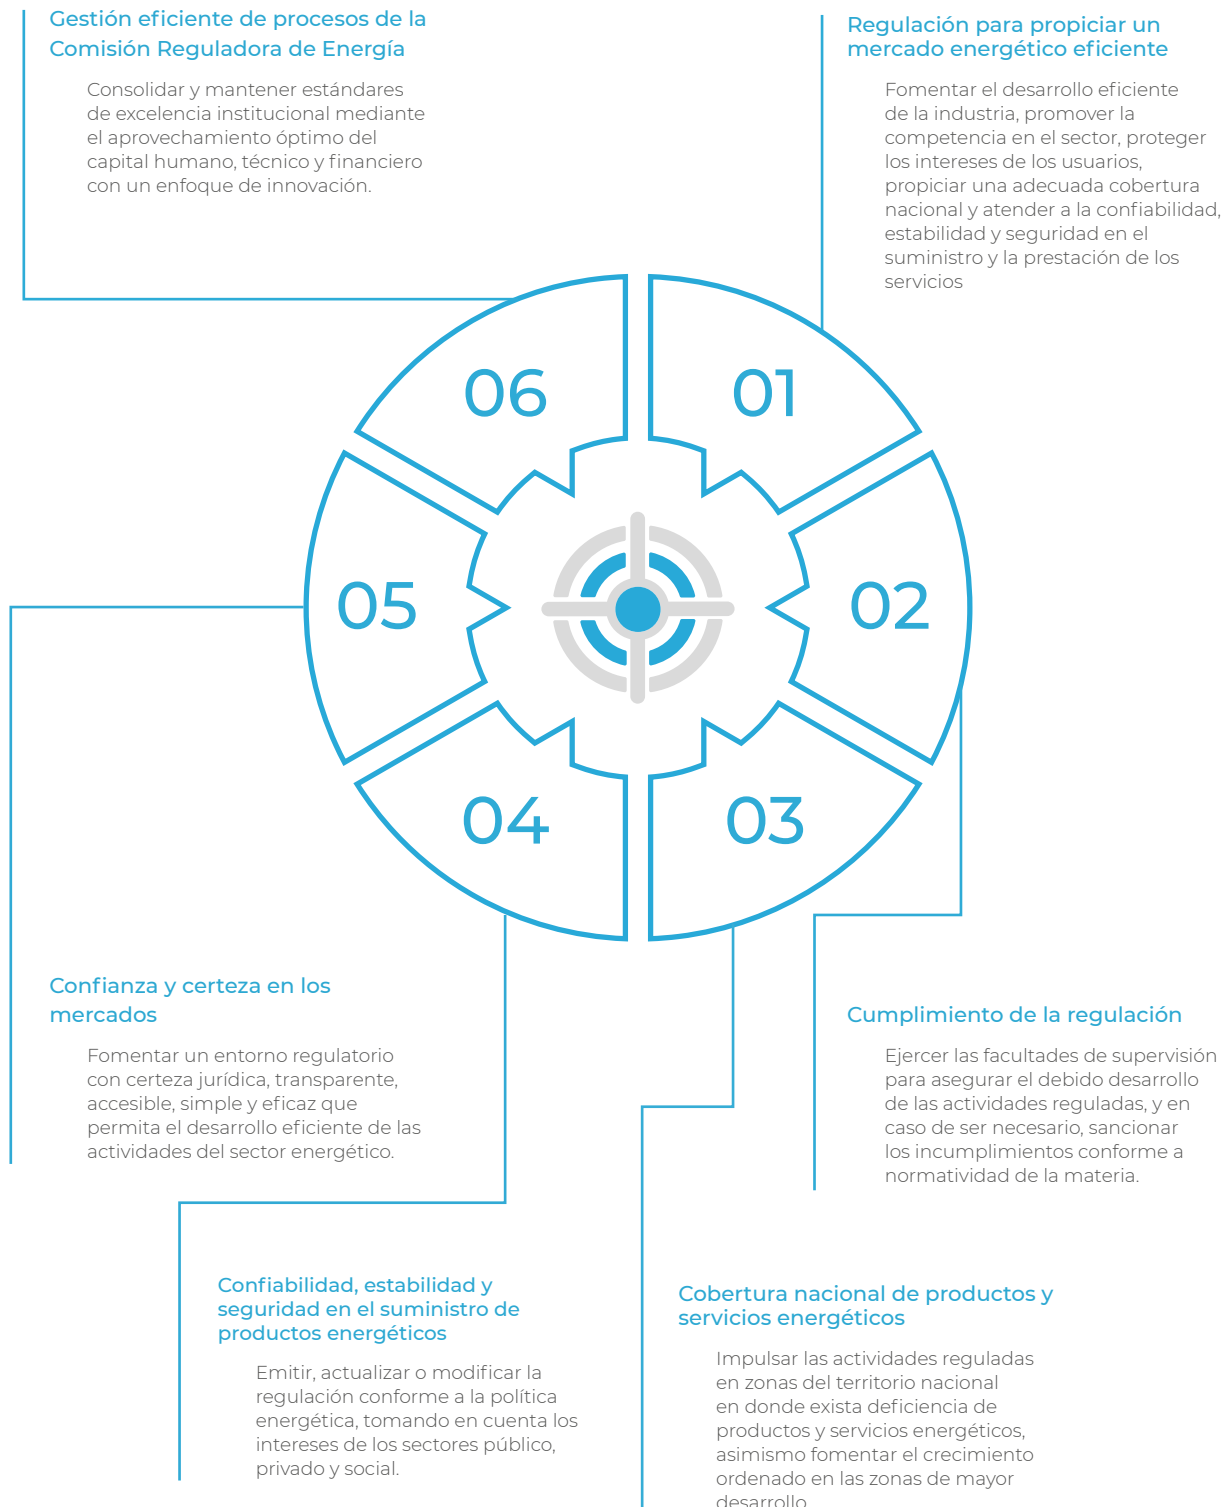 Gestión eficiente de procesos de la
Comisión Reguladora de Energía
Consolidar y mantener estándares
de excelencia institucional mediante
el aprovechamiento óptimo del
capital humano, técnico y financiero
con un enfoque de innovación.
Regulación para propiciar un
mercado energético eficiente
Fomentar el desarrollo eficiente
de la industria, promover la
competencia en el sector, proteger
los intereses de los usuarios,
propiciar una adecuada cobertura
nacional y atender a la confiabilidad,
estabilidad y seguridad en el
suministro y la prestación de los
servicios
06
01
05
02
04
03
Confianza y certeza en los
mercados
Fomentar un entorno regulatorio
con certeza jurídica, transparente,
accesible, simple y eficaz que
permita el desarrollo eficiente de las
actividades del sector energético.
Cumplimiento de la regulación
Ejercer las facultades de supervisión
para asegurar el debido desarrollo
de las actividades reguladas, y en
caso de ser necesario, sancionar
los incumplimientos conforme a
normatividad de la materia.
Confiabilidad, estabilidad y
seguridad en el suministro de
productos energéticos
Emitir, actualizar o modificar la
regulación conforme a la política
energética, tomando en cuenta los
intereses de los sectores público,
privado y social.
Cobertura nacional de productos y
servicios energéticos
Impulsar las actividades reguladas
en zonas del territorio nacional
en donde exista deficiencia de
productos y servicios energéticos,
asimismo fomentar el crecimiento
ordenado en las zonas de mayor
desarrollo